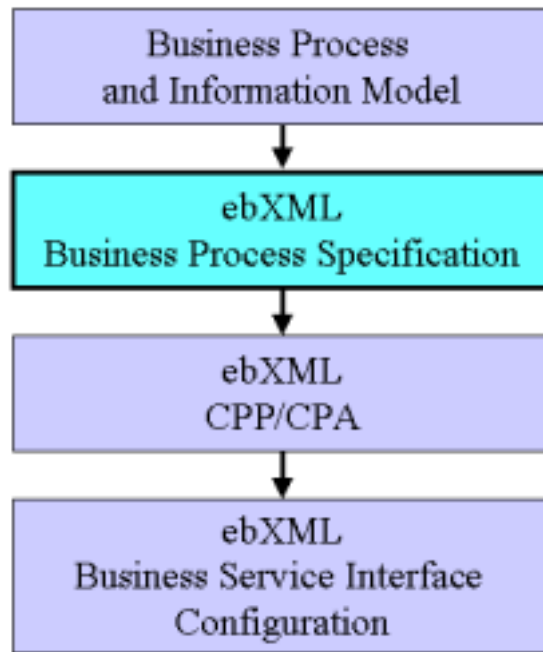 Business Process
and Information Model
ebXML
Business Process Specification
ebXML
CPP/CPA
ebXML
Business Service Interface
Configuration